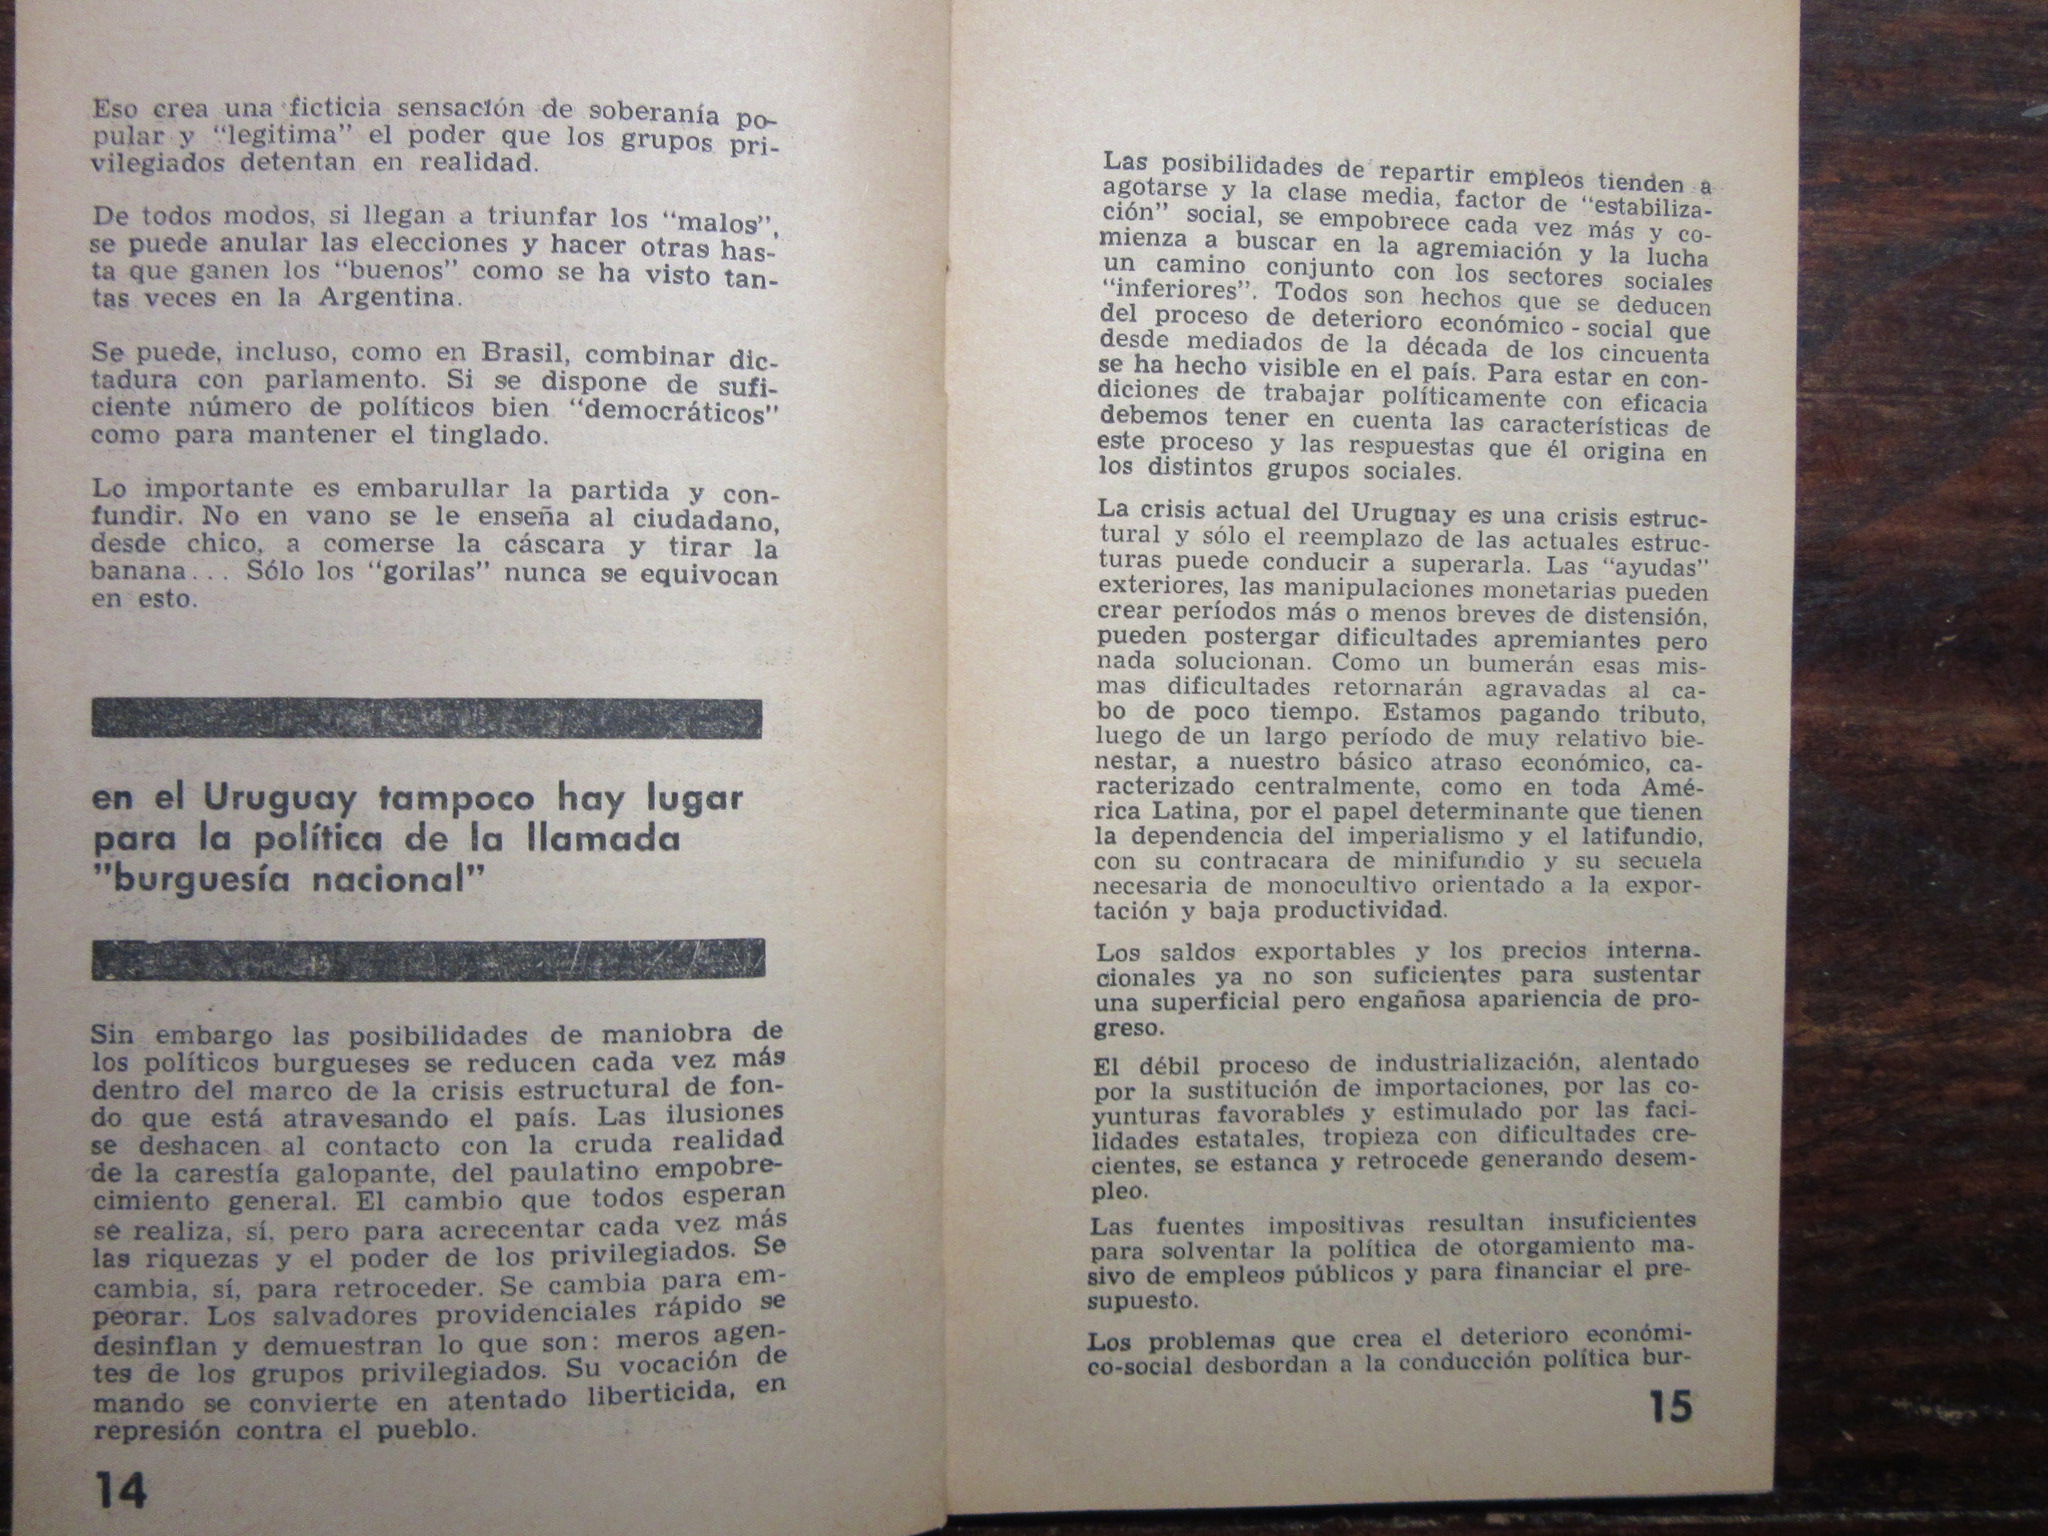 Eso crea una ficticia sensación de soberanía po-
pular y "legitima" el poder que los grupos pri-
vilegiados detentan en realidad.
De todos modos, si llegan a triunfar los "malos",
se puede anular las elecciones y hacer otras has-
ta que ganen los "buenos" como se ha visto tan-
tas veces en la Argentina.
Se puede, incluso, como en Brasil, combinar dic-
tadura con parlamento. Si se dispone de sufi-
ciente número de políticos bien "democráticos"
como para mantener el tinglado.
Lo importante es embarullar la partida y con-
fundir. No en vano se le enseña al ciudadano,
desde chico, a comerse la cáscara y tirar la
banana... Sólo los "gorilas" nunca se equivocan
en esto.
en el Uruguay tampoco hay lugar
para la política de la llamada
"burguesía nacional"
Sin embargo las posibilidades de maniobra de
los políticos burgueses se reducen cada vez más
dentro del marco de la crisis estructural de fon-
do que está atravesando el país. Las ilusiones
se deshacen al contacto con la cruda realidad
de la carestía galopante, del paulatino empobre-
cimiento general. El cambio que todos esperan
se realiza, sí, pero para acrecentar cada vez más
las riquezas y el poder de los privilegiados. Se
cambia, sí, para retroceder. Se cambia para em-
peorar. Los salvadores providenciales rápido se
desinflan y demuestran lo que son: meros agen-
tes de los grupos privilegiados. Su vocación de
mando se convierte en atentado liberticida, en
represión contra el pueblo.
14
Las posibilidades de repartir empleos tienden a
agotarse y la clase media, factor de "estabiliza-
ción" social, se empobrece cada vez más y co-
mienza a buscar en la agremiación y la lucha
un camino conjunto con los sectores sociales
"inferiores". Todos son hechos que se deducen
del proceso de deterioro económico - social que
desde mediados de la década de los cincuenta
se ha hecho visible en el país. Para estar en con-
diciones de trabajar políticamente con eficacia
debemos tener en cuenta las características de
este proceso y las respuestas que él origina en
los distintos grupos sociales.
La crisis actual del Uruguay es una crisis estruc-
tural y sólo el reemplazo de las actuales estruc-
turas puede conducir a superarla. Las "ayudas"
exteriores, las manipulaciones monetarias pueden
crear períodos más o menos breves de distensión,
pueden postergar dificultades apremiantes pero
nada solucionan. Como un bumerán esas mis-
mas dificultades retornarán agravadas al ca-
bo de poco tiempo. Estamos pagando tributo,
luego de un largo período de muy relativo bie-
nestar, a nuestro básico atraso económico, ca-
racterizado centralmente, como en toda Amé-
rica Latina, por el papel determinante que tienen
la dependencia del imperialismo y el latifundio,
con su contracara de minifundio y su secuela
necesaria de monocultivo orientado a la expor-
tación y baja productividad.
Los saldos exportables y los precios interna-
cionales ya no son suficientes para sustentar
una superficial pero engañosa apariencia de pro-
greso.
El débil proceso de industrialización, alentado
por la sustitución de importaciones, por las co-
yunturas favorables y estimulado por las faci-
lidades estatales, tropieza con dificultades cre-
cientes, se estanca y retrocede generando desem-
pleo.
Las fuentes impositivas resultan insuficientes
para solventar la política de otorgamiento ma-
sivo de empleos públicos y para financiar el pre-
supuesto.
Los problemas que crea el deterioro económi-
co-social desbordan a la conducción política bur-
15